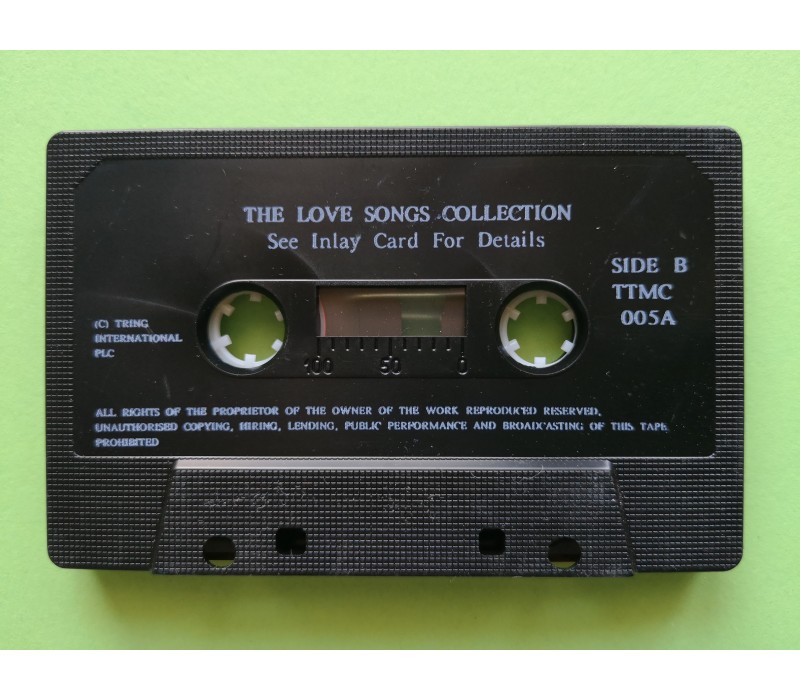 THE LOVE SONGS COLLECTION
See Inlay Card For Details
SIDE B
TTMC
005A
(C) TRING
INTERNATIONAL
PLC
100 50 0
ALL RIGHTS OF THE PROPRIETOR OF THE OWNER OF THE WORK REPRODUCED RESERVED,
UNAUTHORISED COPYING, HIRING, LENDING, PUBLIC PERFORMANCE AND BROADCASTING OF THIS TAPE
PROHIBITED